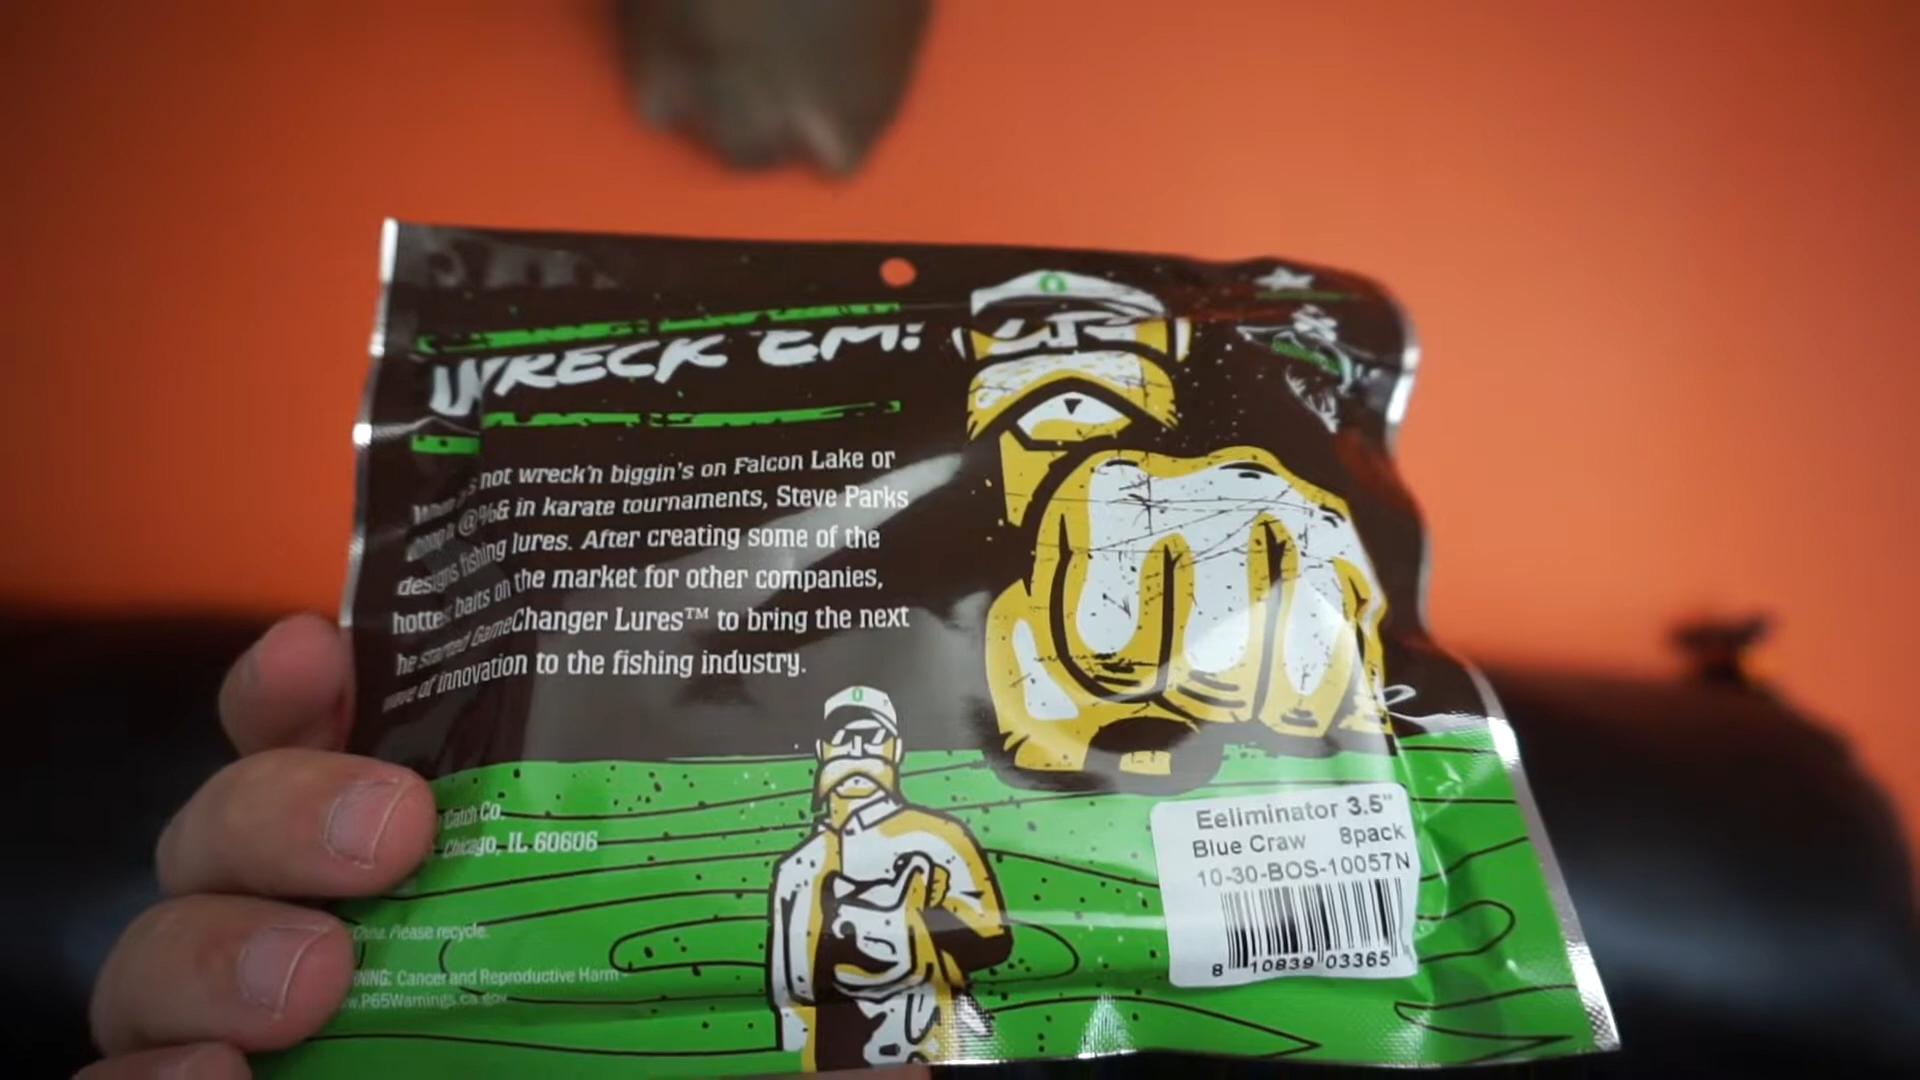 WRECK 'EM!
When not wreck'n biggin's on Falcon Lake or
@%& in karate tournaments, Steve Parks
designs fishing lures. After creating some of the
hottest baits on the market for other companies,
he started GameChanger Lures™ to bring the next
wave of innovation to the fishing industry.
Catch Co.
Chicago, IL 60606
China. Please recycle.
NING: Cancer and Reproductive Harm -
w.P65Warnings.ca.gov
Eeliminator 3.5"
Blue Craw 8pack
10-30-BOS-10057N
8 10839 03365